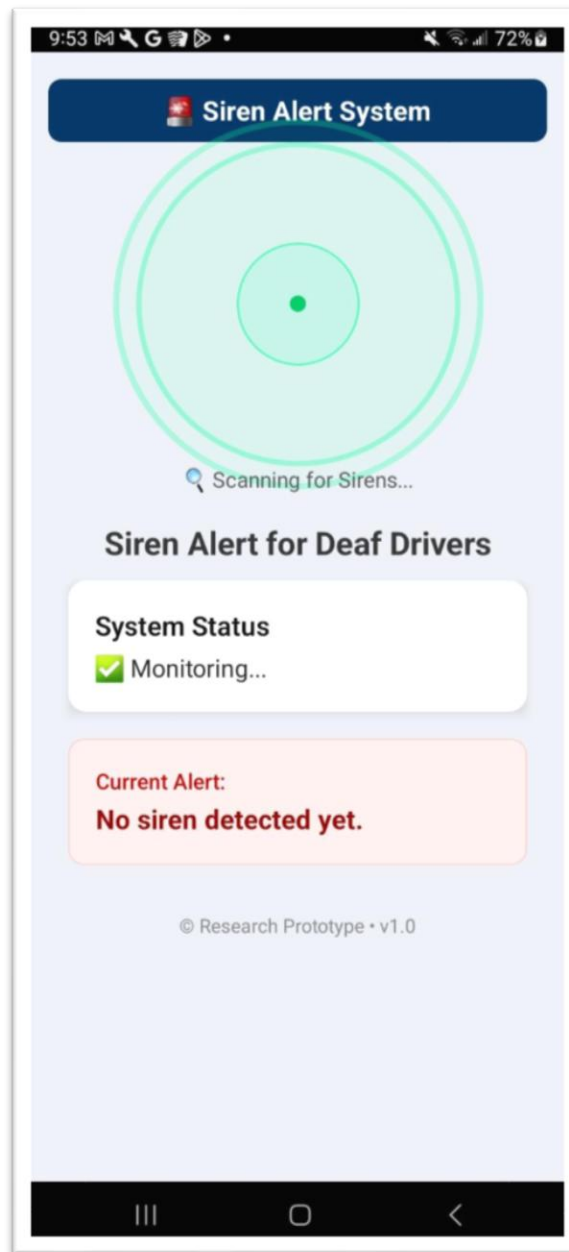 9:53
72%
🚨 Siren Alert System
🔍 Scanning for Sirens...
Siren Alert for Deaf Drivers
System Status
✅ Monitoring...
Current Alert:
No siren detected yet.
© Research Prototype • v1.0